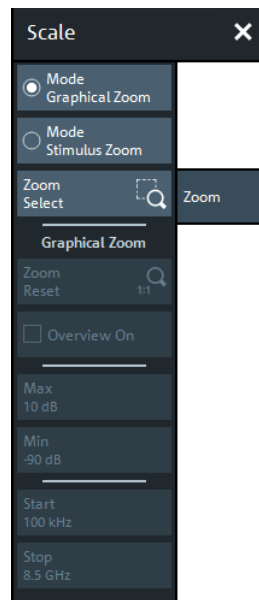 Scale
Mode
Graphical Zoom
Mode
Stimulus Zoom
Zoom
Select
Zoom
Graphical Zoom
Zoom
Reset
1:1
Overview On
Max
10 dB
Min
-90 dB
Start
100 kHz
Stop
8.5 GHz